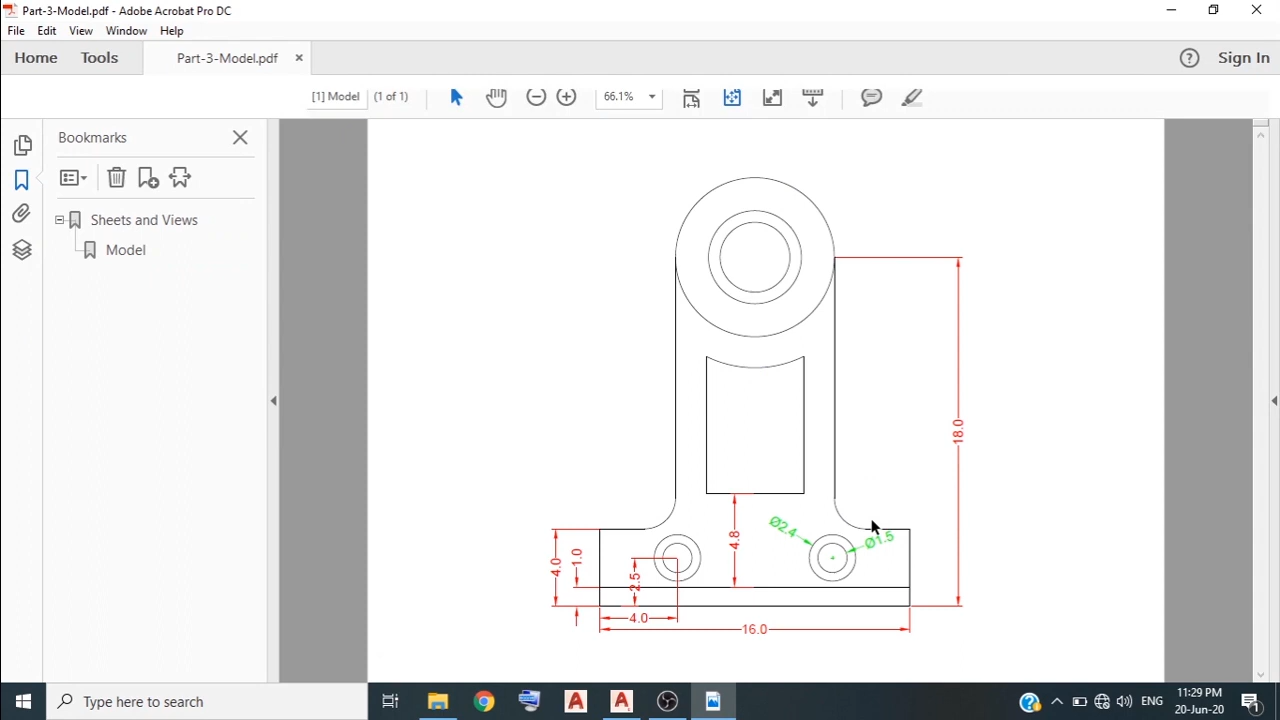 Part-3-Model.pdf - Adobe Acrobat Pro DC
File Edit View Window Help
Home Tools Part-3-Model.pdf × ? Sign In
[1] Model (1 of 1) 66.1%
Bookmarks
Sheets and Views
Model
18.0
Ø2.4
Ø1.5
4.8
4.0
1.0
2.5
4.0
16.0
Type here to search
ENG
11:29 PM
20-Jun-20
1